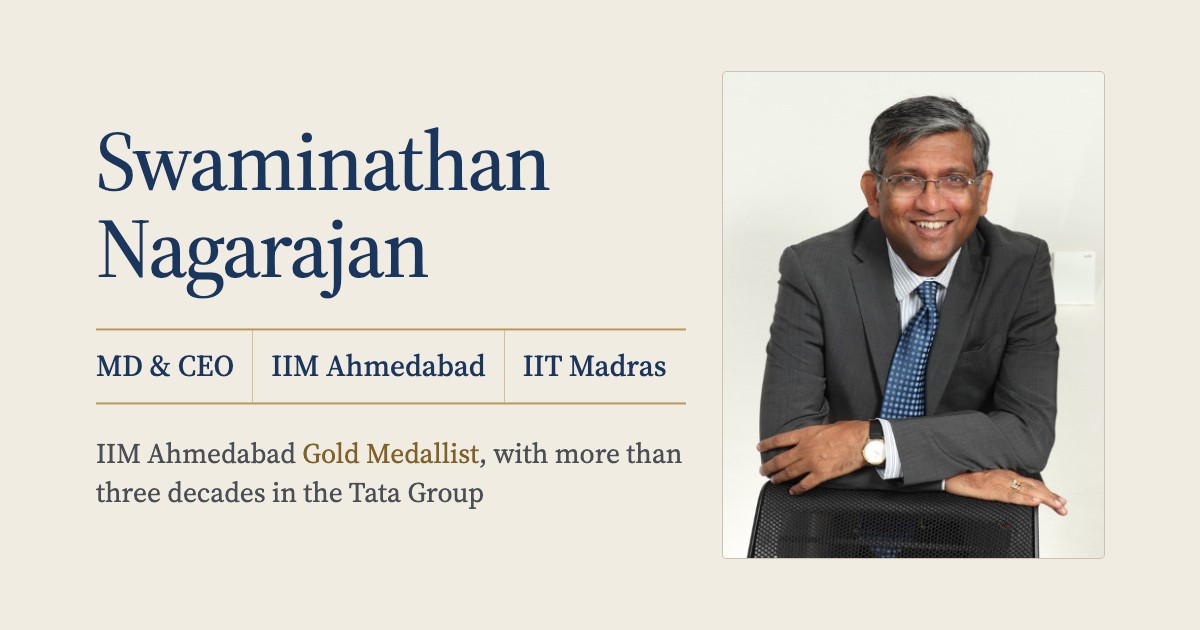 Swaminathan
Nagarajan
MD & CEO
IIM Ahmedabad
IIT Madras
IIM Ahmedabad Gold Medallist, with more than
three decades in the Tata Group